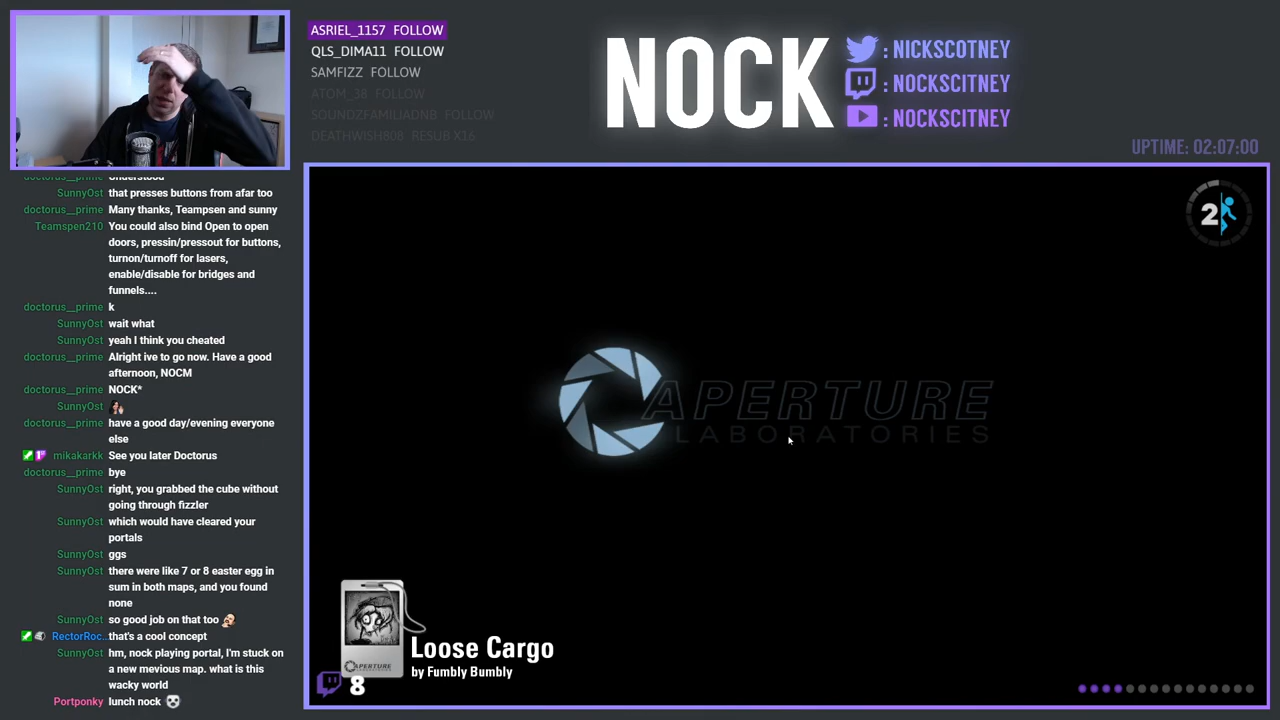 ASRIEL_1157 FOLLOW
QLS_DIMA11 FOLLOW
SAMFIZZ FOLLOW
ATOM_38 FOLLOW
SOUNDZFAMILIADNB FOLLOW
DEATHWISH808 RESUB X16
NOCK
: NICKSCOTNEY
: NOCKSCITNEY
: NOCKSCITNEY
UPTIME: 02:07:00
doctorus__prime Understood
SunnyOst that presses buttons from afar too
doctorus__prime Many thanks, Teampsen and sunny
Teamspen210 You could also bind Open to open
doors, pressin/pressout for buttons,
turnon/turnoff for lasers,
enable/disable for bridges and
funnels....
doctorus__prime k
SunnyOst wait what
SunnyOst yeah I think you cheated
doctorus__prime Alright ive to go now. Have a good
afternoon, NOCM
doctorus__prime NOCK*
SunnyOst
doctorus__prime have a good day/evening everyone
else
mikakarkk See you later Doctorus
doctorus__prime bye
SunnyOst right, you grabbed the cube without
going through fizzler
SunnyOst which would have cleared your
portals
SunnyOst ggs
SunnyOst there were like 7 or 8 easter egg in
sum in both maps, and you found
none
SunnyOst so good job on that too
RectorRoc... that's a cool concept
SunnyOst hm, nock playing portal, I'm stuck on
a new mevious map. what is this
wacky world
Portponky lunch nock
2
APERTURE
LABORATORIES
APERTURE
Loose Cargo
by Fumbly Bumbly
8